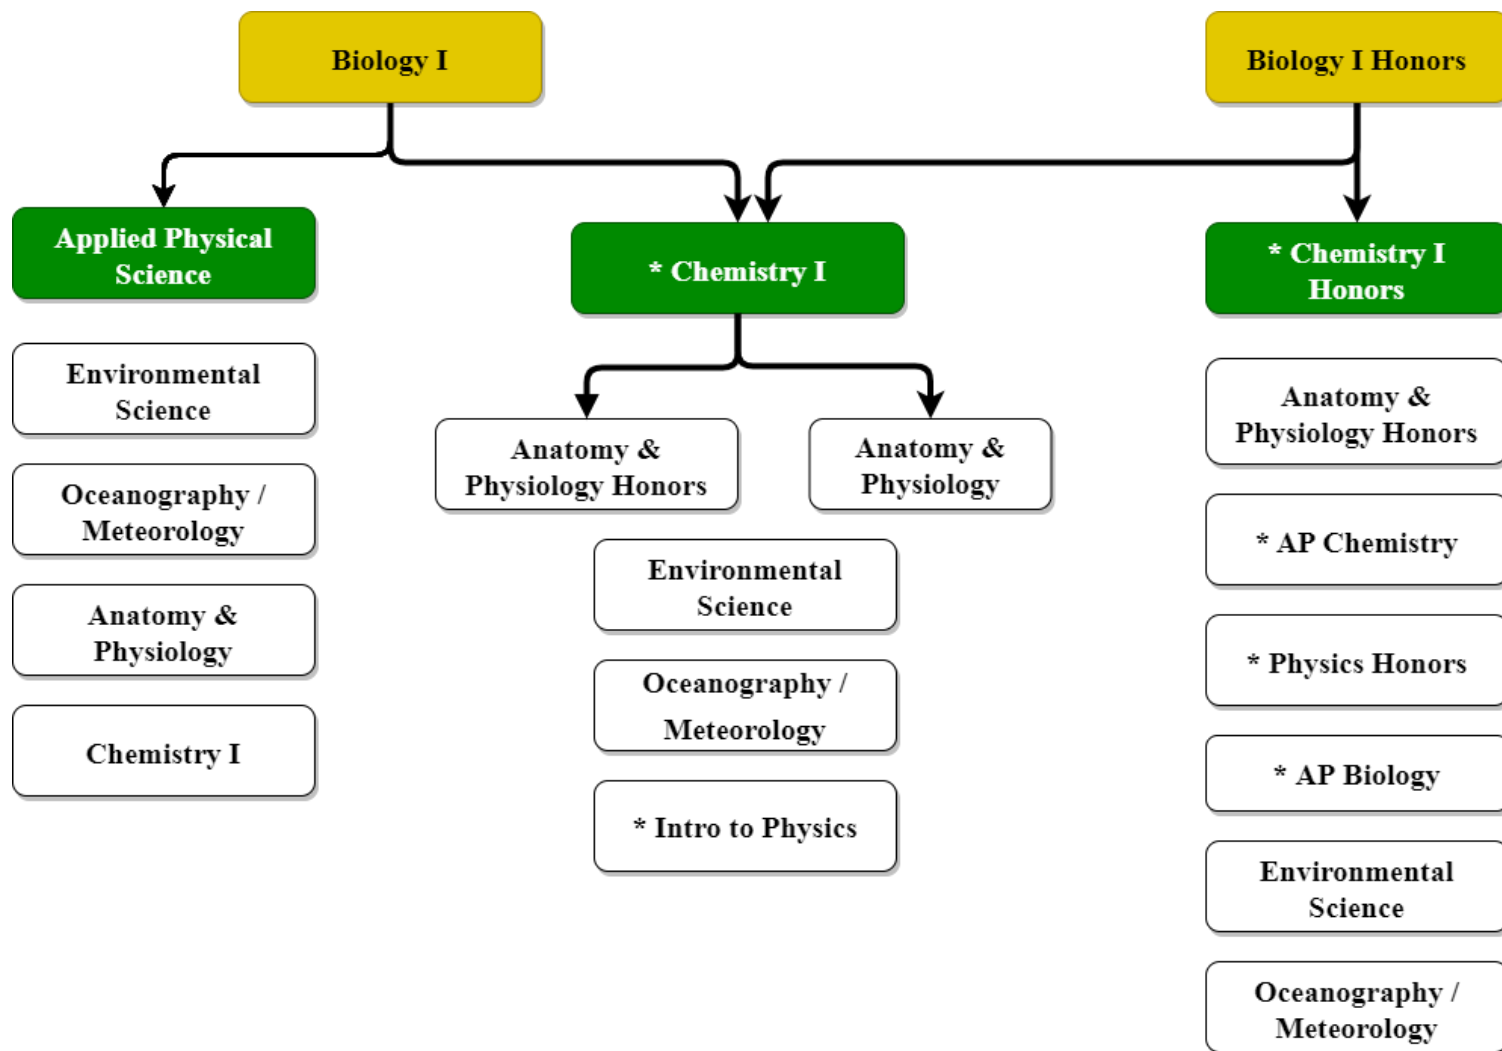 Biology I
Biology I Honors
Applied Physical
Science
* Chemistry I
* Chemistry I
Honors
Environmental
Science
Oceanography /
Meteorology
Anatomy &
Physiology
Chemistry I
Anatomy &
Physiology Honors
Anatomy &
Physiology
Environmental
Science
Oceanography /
Meteorology
* Intro to Physics
Anatomy &
Physiology Honors
* AP Chemistry
* Physics Honors
* AP Biology
Environmental
Science
Oceanography /
Meteorology